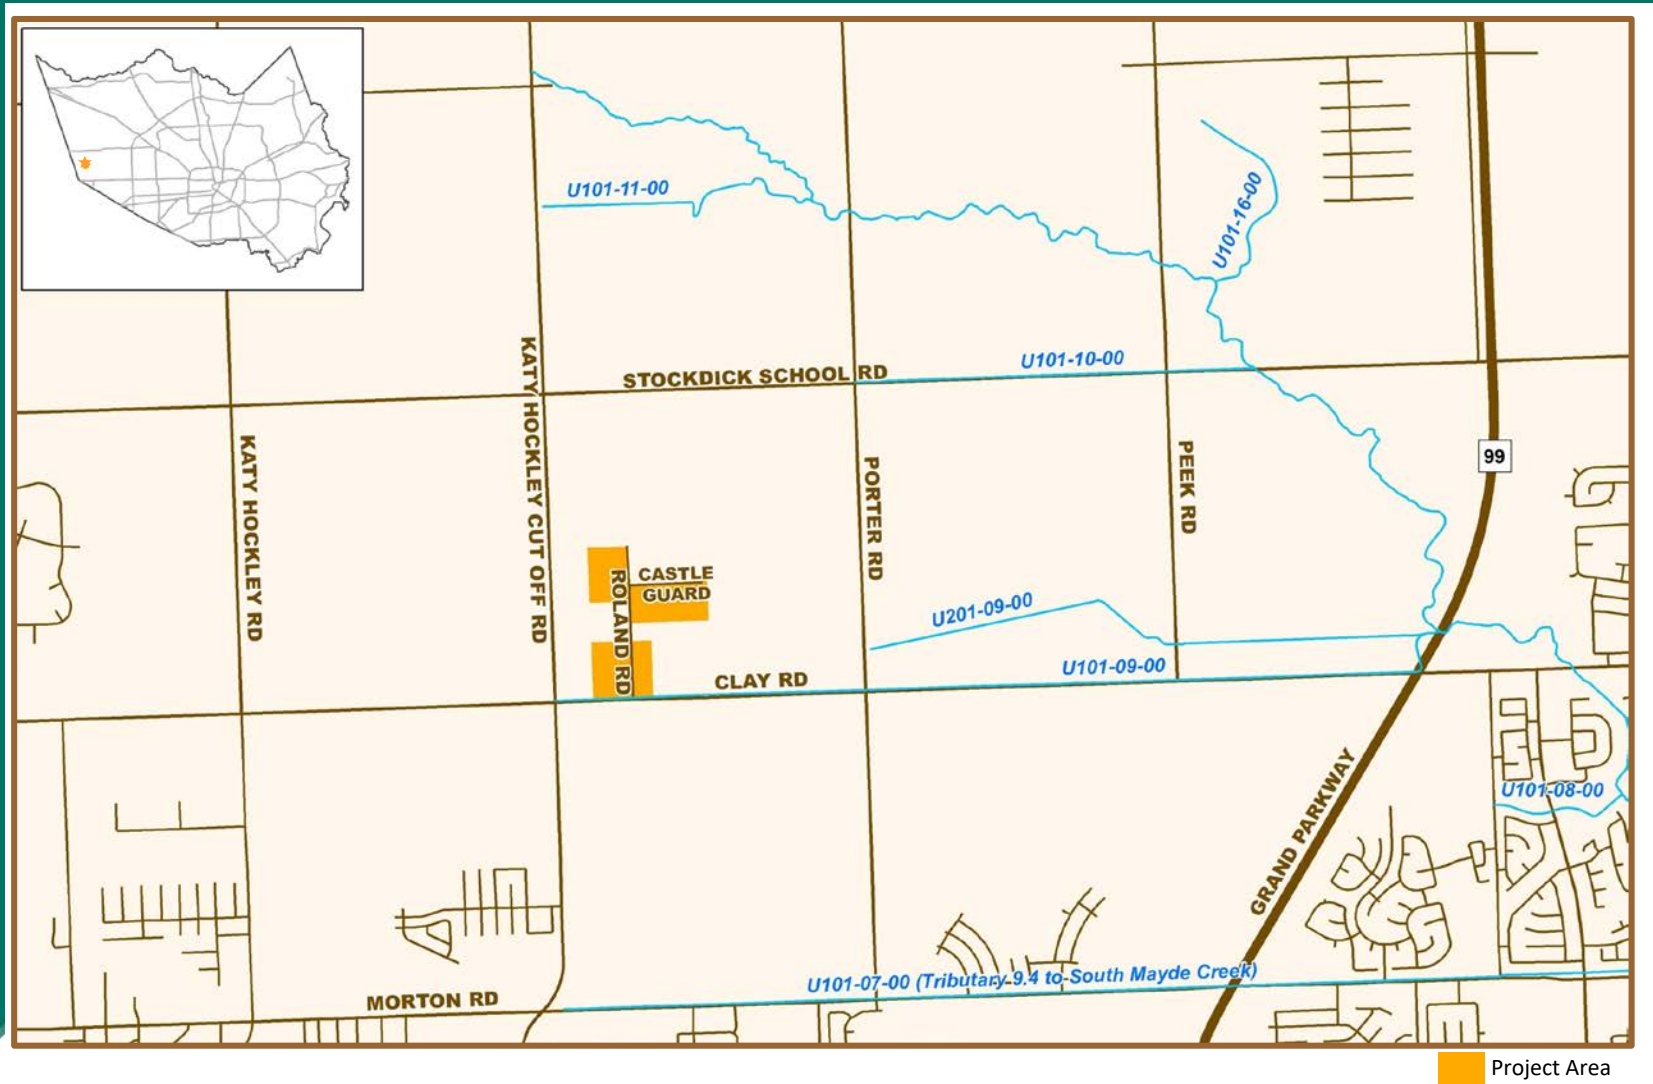 U101-11-00
U101-16-00
U101-10-00
STOCKDICK SCHOOL RD
KATY HOCKLEY CUT OFF RD
KATY HOCKLEY RD
PORTER RD
PEEK RD
99
CASTLE
GUARD
ROLAND RD
U201-09-00
U101-09-00
CLAY RD
GRAND PARKWAY
U101-08-00
U101-07-00 (Tributary 9.4 to South Mayde Creek)
MORTON RD
Project Area